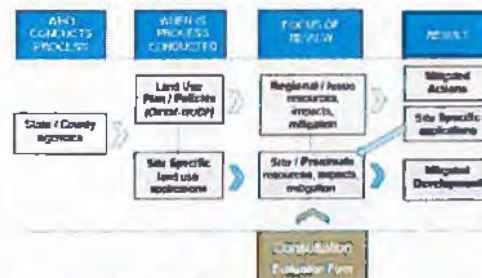 WHO
CONDUCTS
PROCESS
WHEN IS
PROCESS
CONDUCTED
FOCUS OF
REVIEW
RESULT
State / County
agencies
Land Use
Plan / Policies
Regional / Issue
resources,
impacts,
mitigation
Mitigated
Actions
Site Specific
applications
Site Specific
land use
applications
Site / Proximate
resources, impacts,
mitigation
Mitigated
Development
Consultation
Evaluation Form